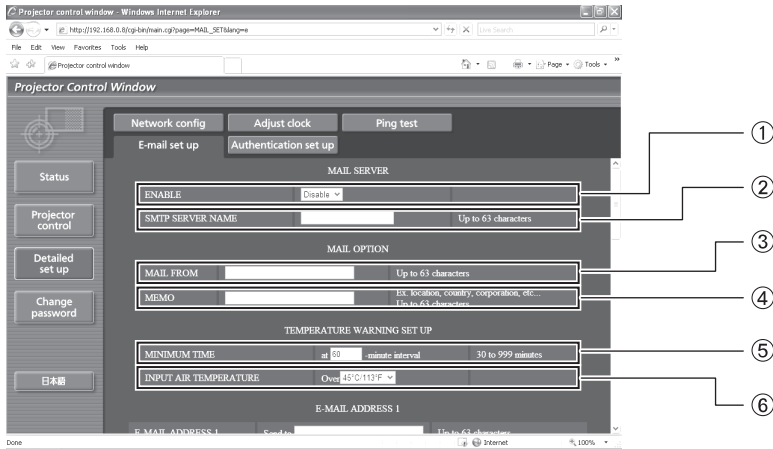 Projector control window - Windows Internet Explorer
http://192.168.0.8/cgi-bin/main.cgi?page=MAIL_SET&lang=e
Live Search
File Edit View Favorites Tools Help
Projector control window
Page Tools
Projector Control Window
Network config Adjust clock Ping test
E-mail set up Authentication set up
Status
Projector control
Detailed set up
Change password
日本語
MAIL SERVER
ENABLE Disable
①
SMTP SERVER NAME Up to 63 characters
②
MAIL OPTION
MAIL FROM Up to 63 characters
③
MEMO Ex. location, country, corporation, etc...
Up to 63 characters
④
TEMPERATURE WARNING SET UP
MINIMUM TIME at 60 -minute interval 30 to 999 minutes
⑤
INPUT AIR TEMPERATURE Over 45°C/113°F
⑥
E-MAIL ADDRESS 1
E-MAIL ADDRESS 1 Send to Up to 63 characters
Done Internet 100%